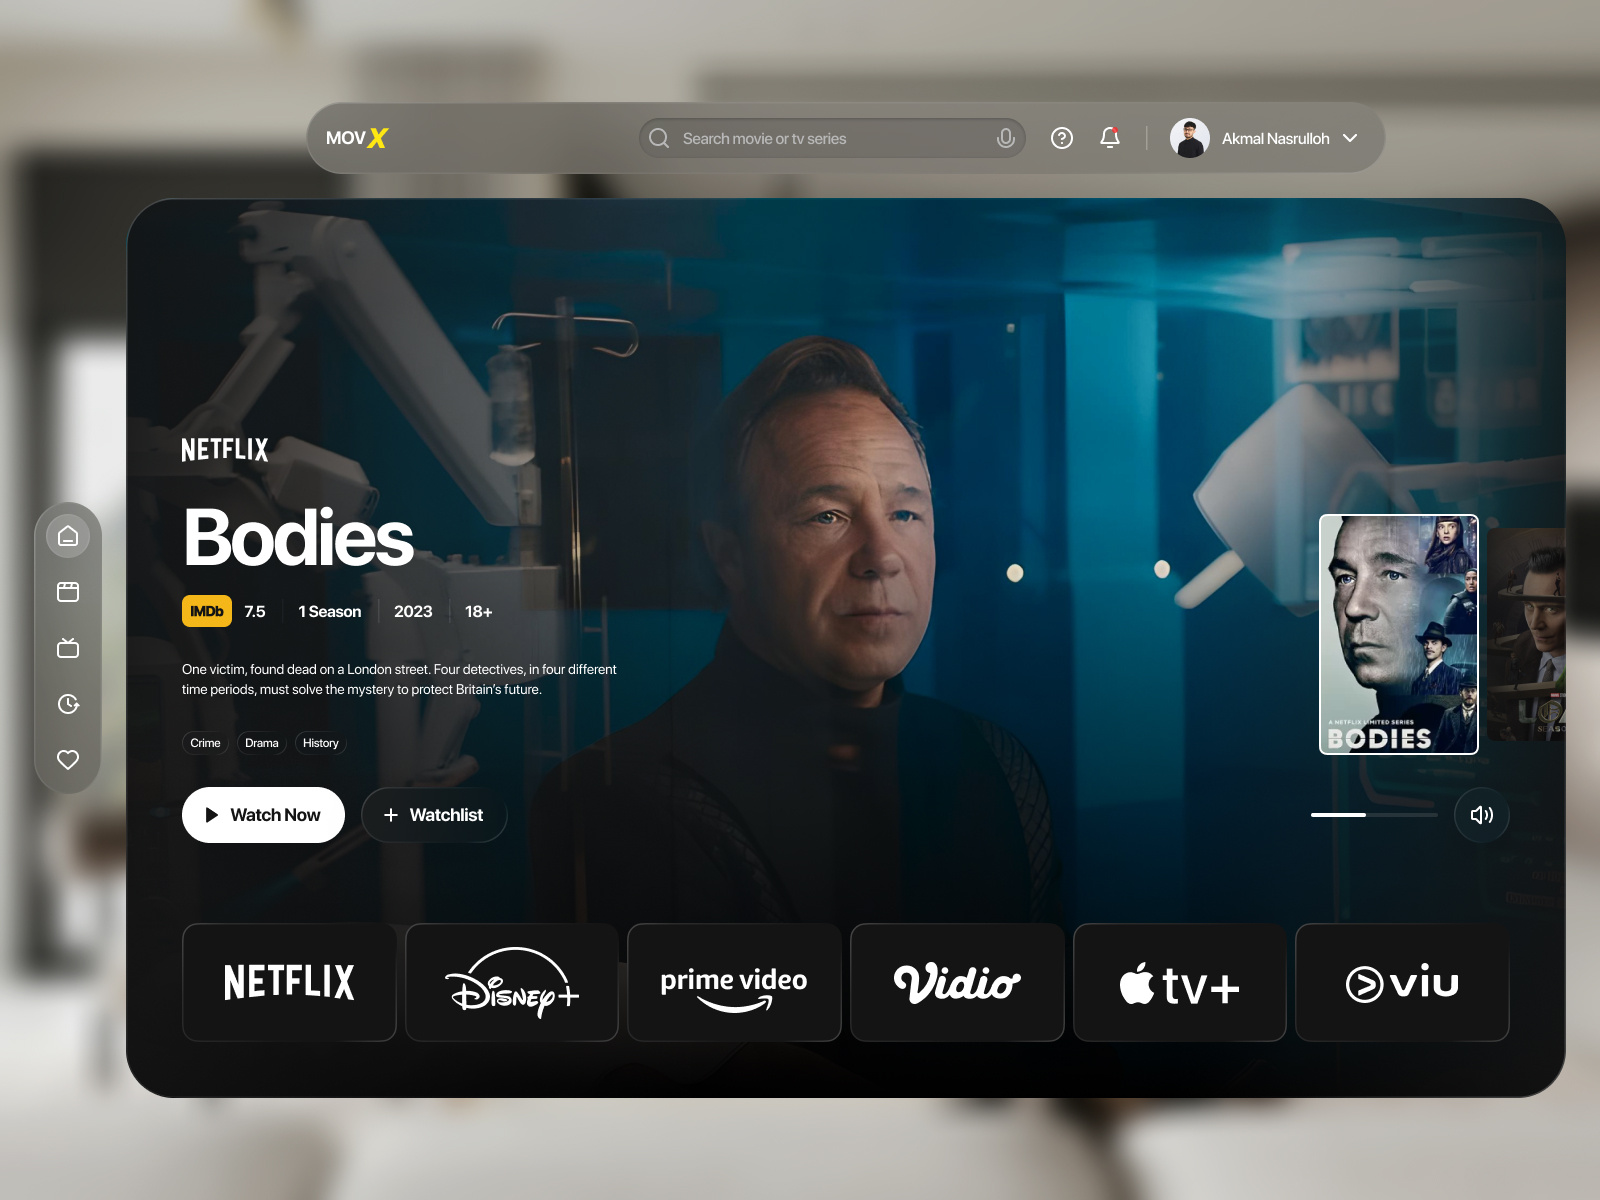 MOVX
Search movie or tv series
Akmal Nasrulloh
NETFLIX
Bodies
IMDb 7.5 1 Season 2023 18+
One victim, found dead on a London street. Four detectives, in four different
time periods, must solve the mystery to protect Britain's future.
Crime Drama History
Watch Now
+ Watchlist
A NETFLIX LIMITED SERIES
BODIES
NETFLIX
Disney+
prime video
Vidio
tv+
viu